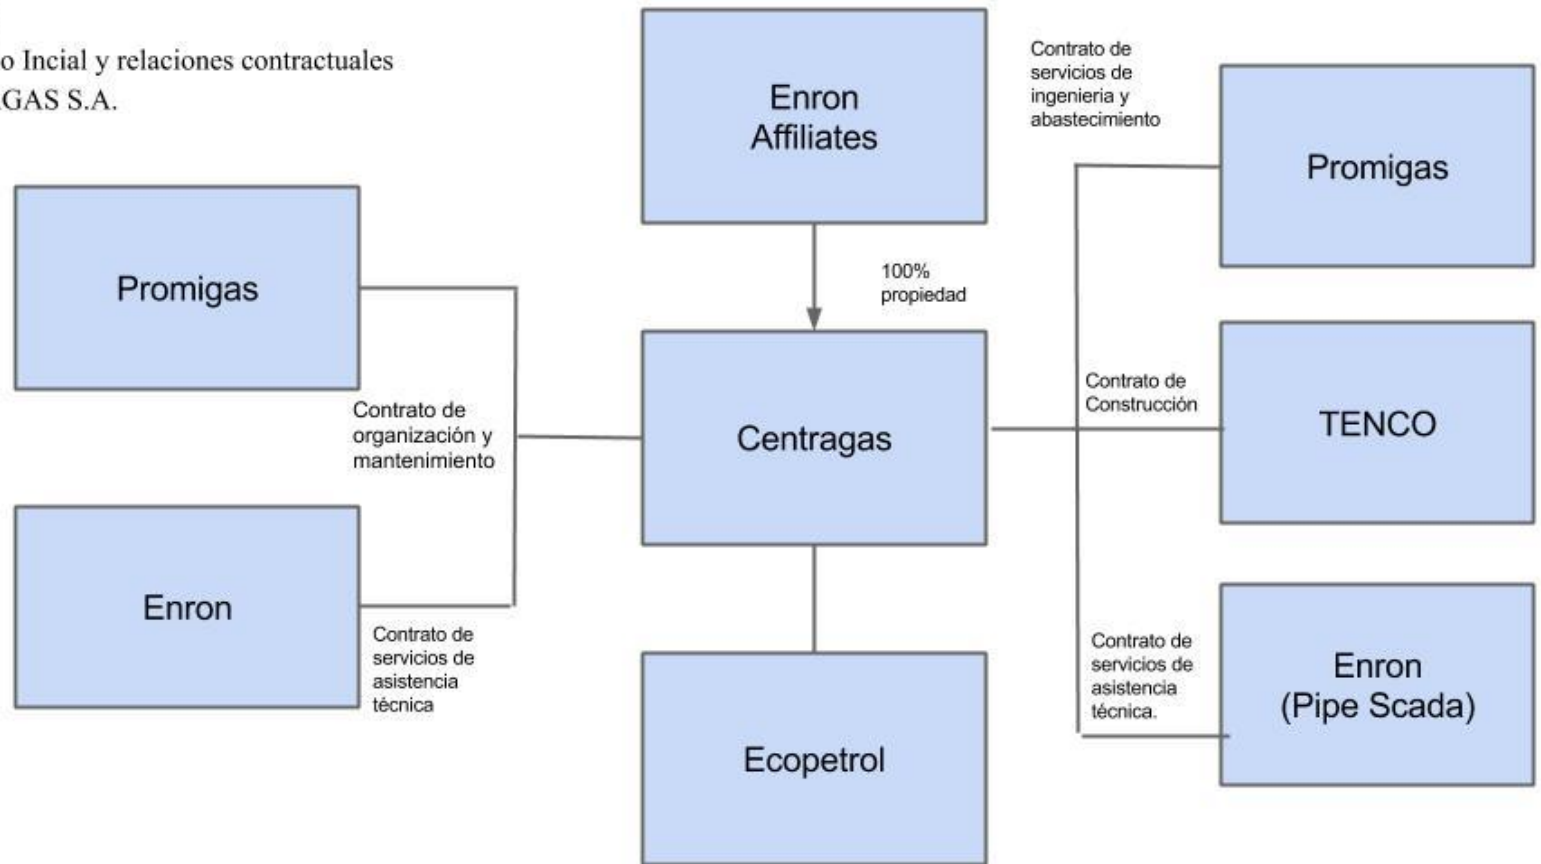 o Incial y relaciones contractuales
GAS S.A.
Enron
Affiliates
Contrato de
servicios de
ingenieria y
abastecimiento
Promigas
Promigas
100%
propiedad
Contrato de
organización y
mantenimiento
Centragas
Contrato de
Construcción
TENCO
Enron
Contrato de
servicios de
asistencia
técnica
Contrato de
servicios de
asistencia
técnica.
Enron
(Pipe Scada)
Ecopetrol